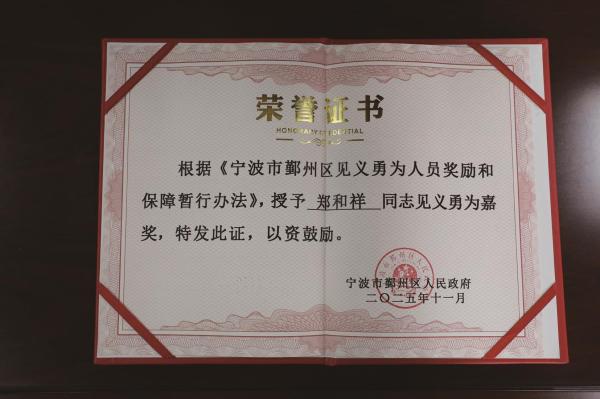 荣誉证书
HONORARY CREDENTIAL
根据《宁波市鄞州区见义勇为人员奖励和
保障暂行办法》，授予 郑和祥 同志见义勇为嘉
奖，特发此证，以资鼓励。
宁波市鄞州区人民政府
二〇二五年十一月